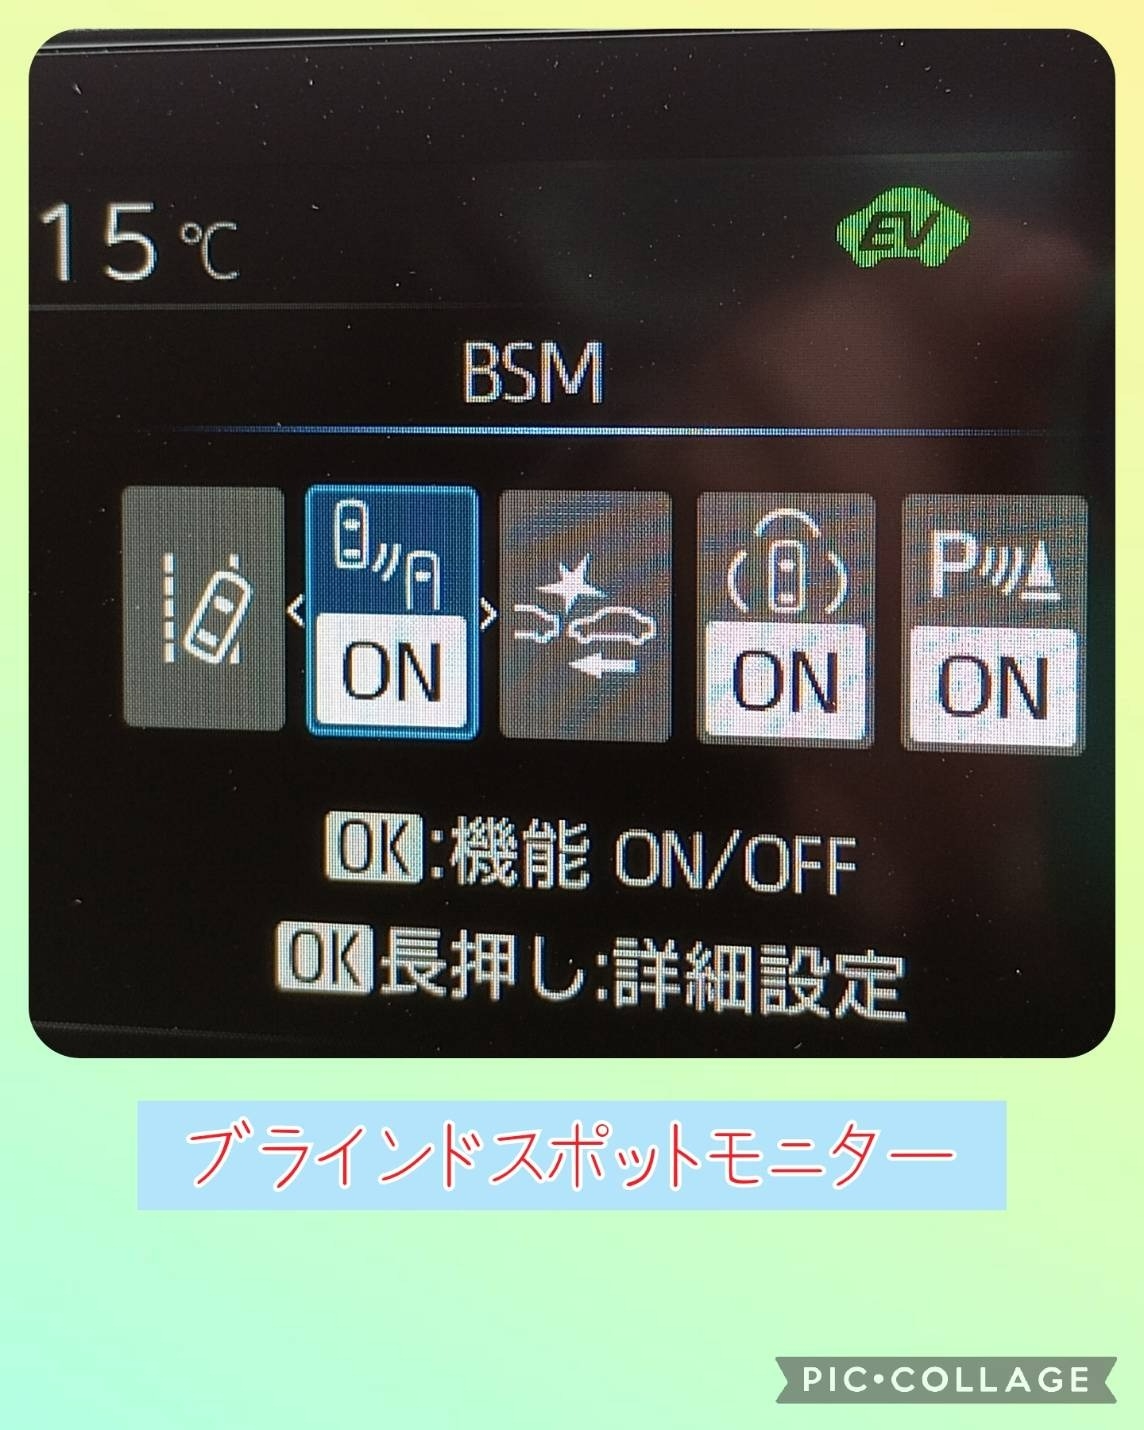 15℃
EV
BSM
ON
ON
P
ON
OK:機能 ON/OFF
OK長押し:詳細設定
ブラインドスポットモニター
PIC•COLLAGE